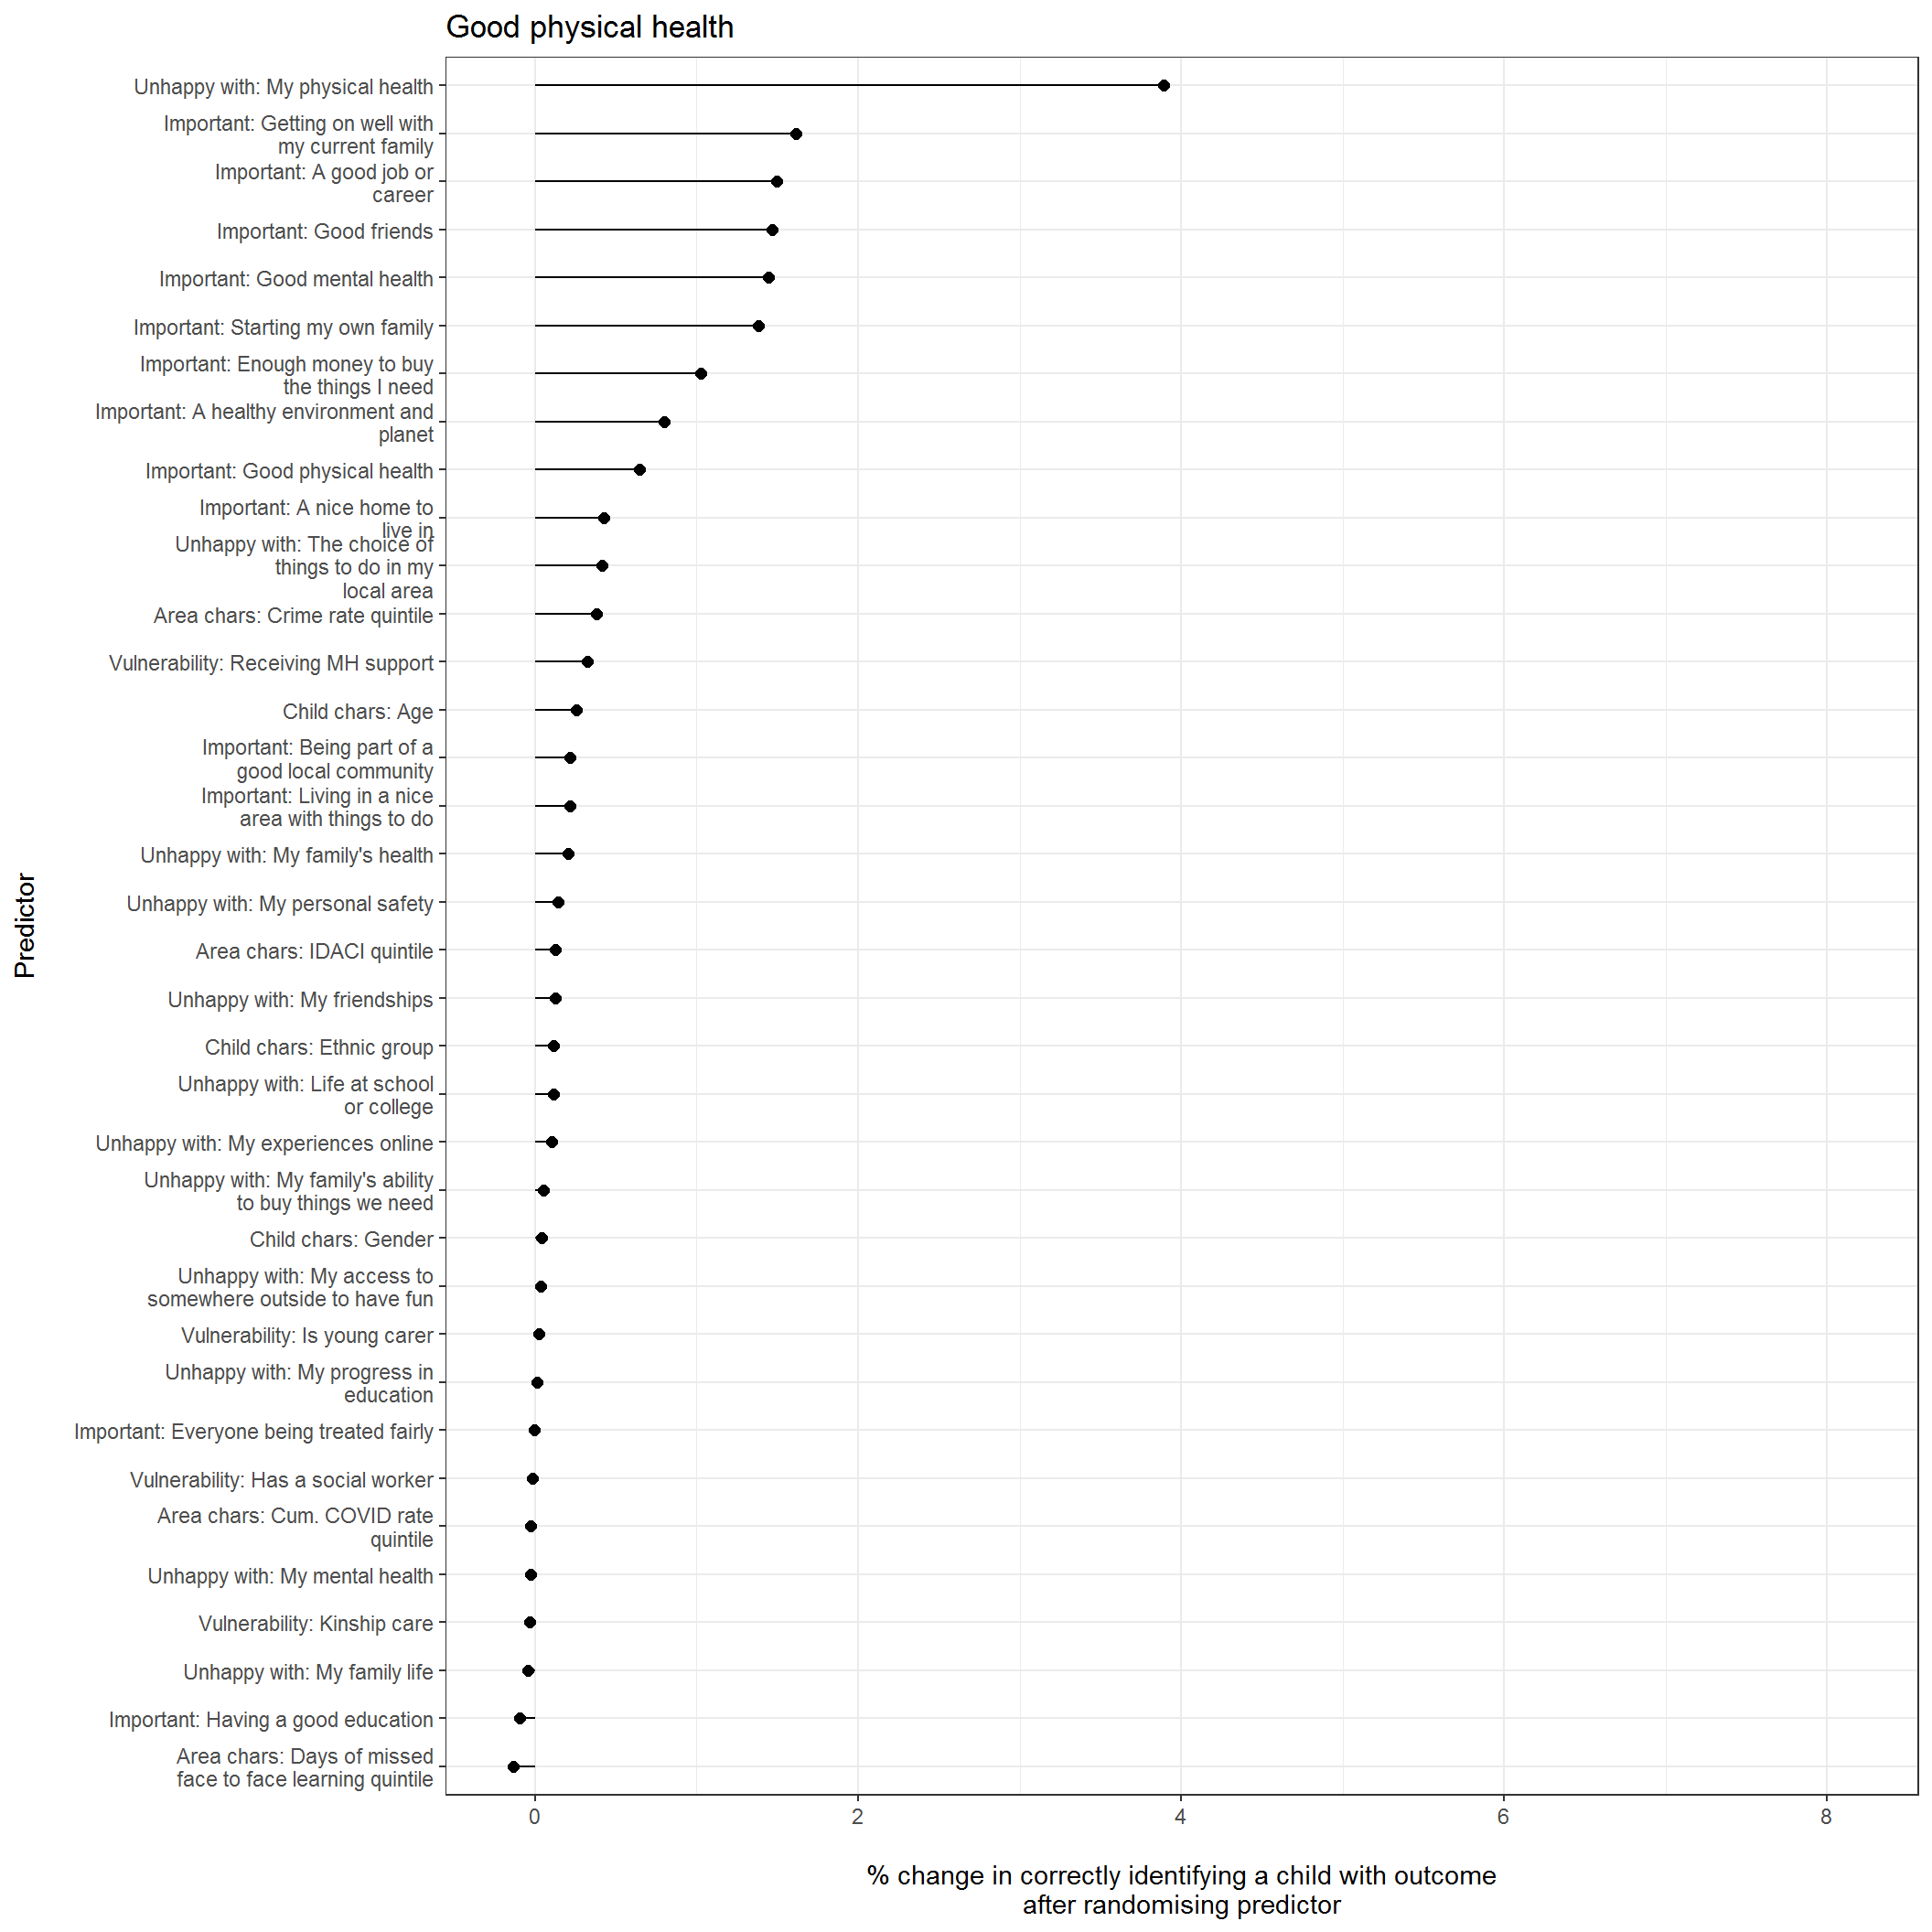 Good physical health
Unhappy with: My physical health
Important: Getting on well with
my current family
Important: A good job or
career
Important: Good friends
Important: Good mental health
Important: Starting my own family
Important: Enough money to buy
the things I need
Important: A healthy environment and
planet
Important: Good physical health
Important: A nice home to
live in
Unhappy with: The choice of
things to do in my
local area
Area chars: Crime rate quintile
Vulnerability: Receiving MH support
Child chars: Age
Important: Being part of a
good local community
Important: Living in a nice
area with things to do
Unhappy with: My family's health
Unhappy with: My personal safety
Area chars: IDACI quintile
Unhappy with: My friendships
Child chars: Ethnic group
Unhappy with: Life at school
or college
Unhappy with: My experiences online
Unhappy with: My family's ability
to buy things we need
Child chars: Gender
Unhappy with: My access to
somewhere outside to have fun
Vulnerability: Is young carer
Unhappy with: My progress in
education
Important: Everyone being treated fairly
Vulnerability: Has a social worker
Area chars: Cum. COVID rate
quintile
Unhappy with: My mental health
Vulnerability: Kinship care
Unhappy with: My family life
Important: Having a good education
Area chars: Days of missed
face to face learning quintile
Predictor
0 2 4 6 8
% change in correctly identifying a child with outcome
after randomising predictor